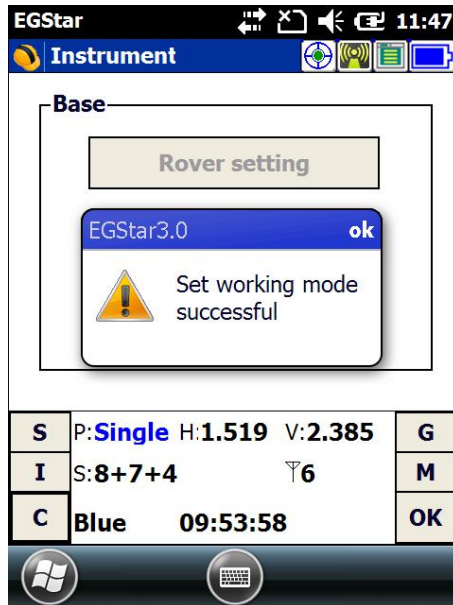 EGStar 11:47
Instrument
Base
Rover setting
EGStar3.0 ok
Set working mode
successful
S P:Single H:1.519 V:2.385 G
I S:8+7+4 6 M
C Blue 09:53:58 OK